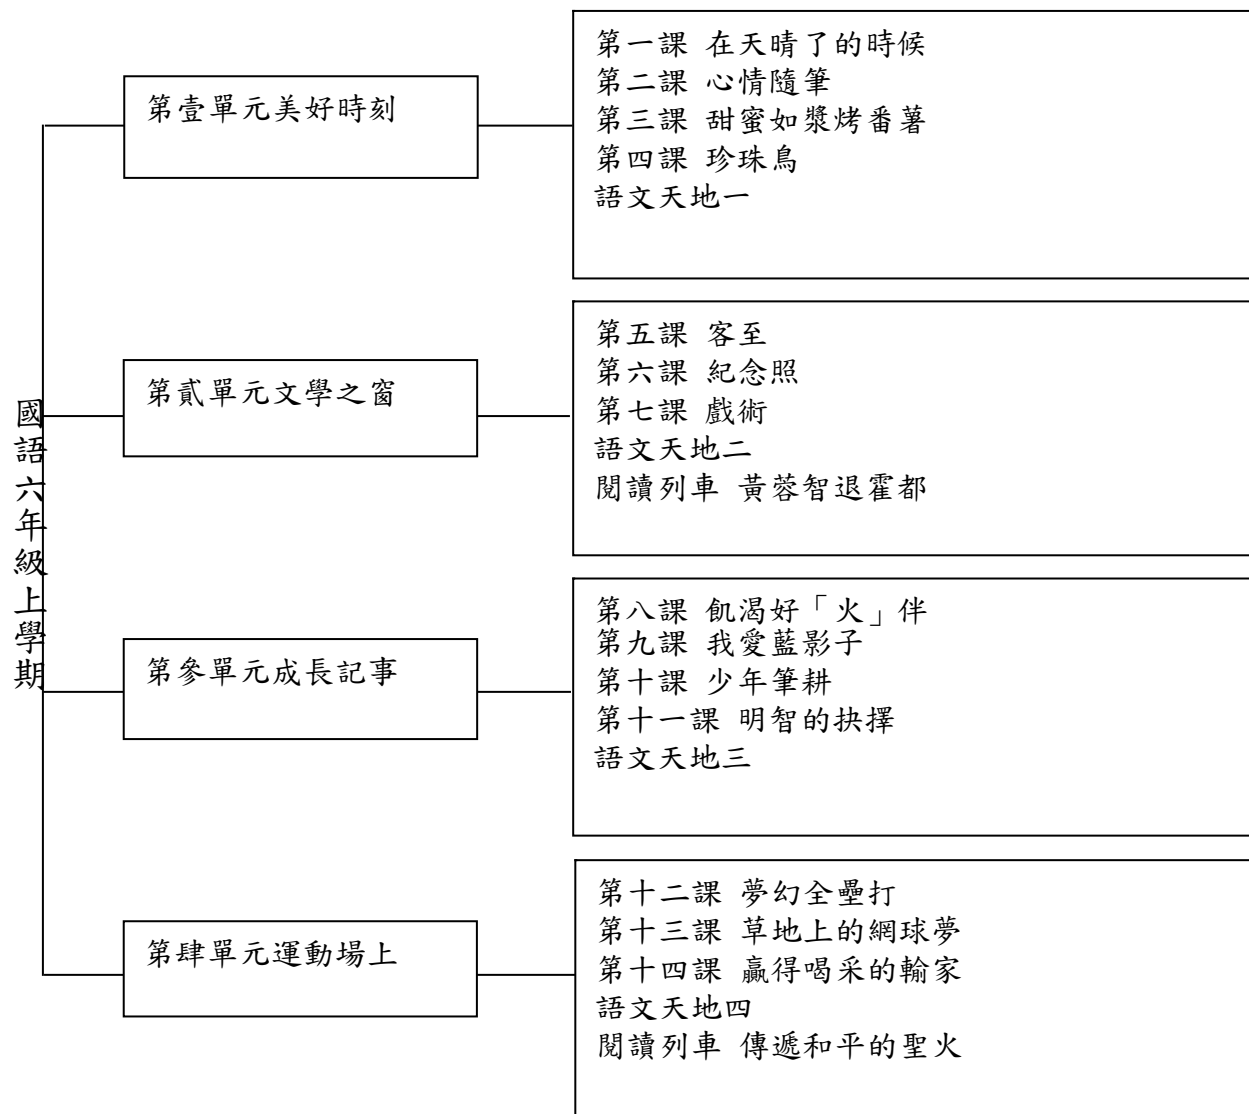 國語六年級上學期
第壹單元美好時刻
第一課 在天晴了的時候
第二課 心情隨筆
第三課 甜蜜如漿烤番薯
第四課 珍珠鳥
語文天地一
第貳單元文學之窗
第五課 客至
第六課 紀念照
第七課 戲術
語文天地二
閱讀列車 黃蓉智退霍都
第參單元成長記事
第八課 飢渴好「火」伴
第九課 我愛藍影子
第十課 少年筆耕
第十一課 明智的抉擇
語文天地三
第肆單元運動場上
第十二課 夢幻全壘打
第十三課 草地上的網球夢
第十四課 贏得喝采的輸家
語文天地四
閱讀列車 傳遞和平的聖火